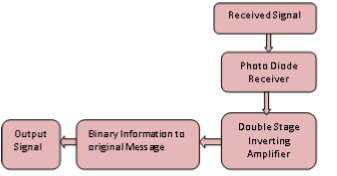 Received Signal
Photo Diode
Receiver
Double Stage
Inverting
Amplifier
Binary Information to
original Message
Output
Signal